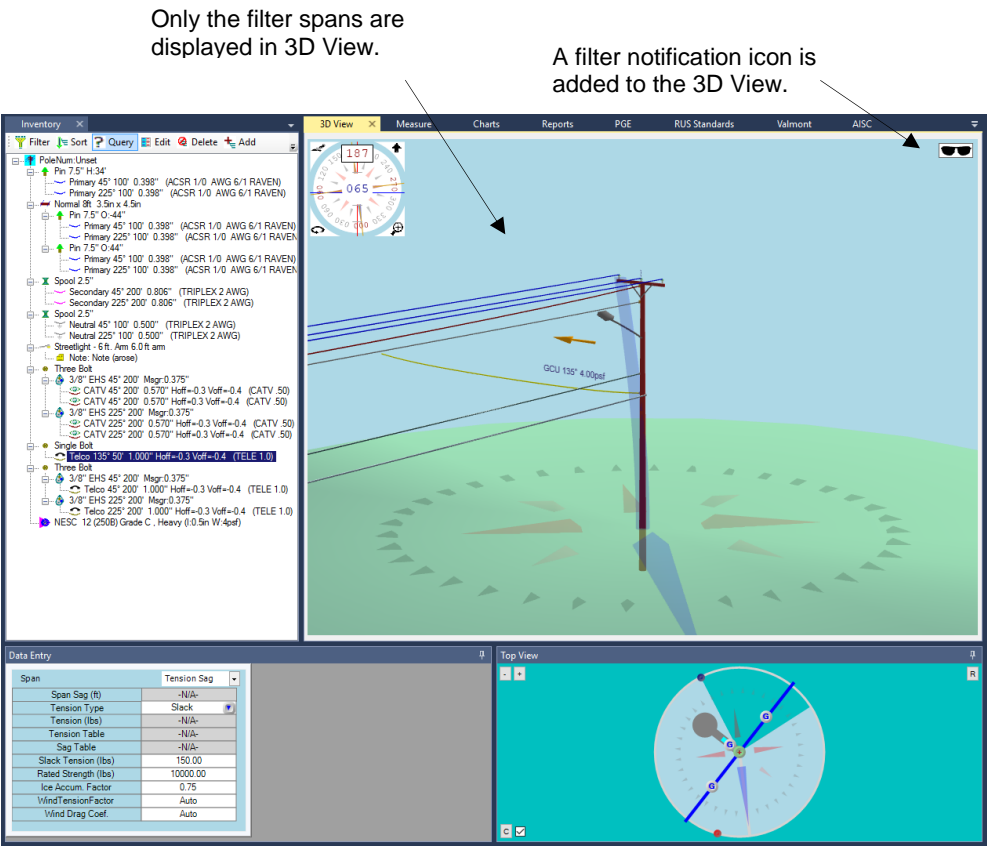 Only the filter spans are
displayed in 3D View.
A filter notification icon is
added to the 3D View.
Inventory
Filter Sort ? Query Edit Delete Add
PoleNum:Unset
Pin 7.5" H:34'
Primary 45° 100' 0.398" (ACSR 1/0 AWG 6/1 RAVEN)
Primary 225° 100' 0.398" (ACSR 1/0 AWG 6/1 RAVEN)
Normal 8ft 3.5in x 4.5in
Pin 7.5" O:-44"
Primary 45° 100' 0.398" (ACSR 1/0 AWG 6/1 RAVEN)
Primary 225° 100' 0.398" (ACSR 1/0 AWG 6/1 RAVEN
Pin 7.5" O:44"
Primary 45° 100' 0.398" (ACSR 1/0 AWG 6/1 RAVEN)
Primary 225° 100' 0.398" (ACSR 1/0 AWG 6/1 RAVEN
Spool 2.5"
Secondary 45° 200' 0.806" (TRIPLEX 2 AWG)
Secondary 225° 200' 0.806" (TRIPLEX 2 AWG)
Spool 2.5"
Neutral 45° 100' 0.500" (TRIPLEX 2 AWG)
Neutral 225° 100' 0.500" (TRIPLEX 2 AWG)
Streetlight - 6 ft. Arm 6.0 ft arm
Note: Note (arose)
Three Bolt
3/8" EHS 45° 200' Msgr:0.375"
CATV 45° 200' 0.570" Hoff=-0.3 Voff=-0.4 (CATV .50)
CATV 45° 200' 0.570" Hoff=0.3 Voff=-0.4 (CATV .50)
3/8" EHS 225° 200' Msgr:0.375"
CATV 225° 200' 0.570" Hoff=-0.3 Voff=-0.4 (CATV .50)
CATV 225° 200' 0.570" Hoff=0.3 Voff=-0.4 (CATV .50)
Single Bolt
Telco 135° 50' 1.000" Hoff=-0.3 Voff=-0.4 (TELE 1.0)
Three Bolt
3/8" EHS 45° 200' Msgr:0.375"
Telco 45° 200' 1.000" Hoff=-0.3 Voff=-0.4 (TELE 1.0)
3/8" EHS 225° 200' Msgr:0.375"
Telco 225° 200' 1.000" Hoff=-0.3 Voff=-0.4 (TELE 1.0)
NESC 12 (250B) Grade C , Heavy (I:0.5in W:4psf)
3D View Measure Charts Reports PGE RUS Standards Valmont AISC
187
065
GCU 135° 4.00psf
Data Entry
Span Tension Sag
Span Sag (ft) -N/A-
Tension Type Slack
Tension (lbs) -N/A-
Tension Table -N/A-
Sag Table -N/A-
Slack Tension (lbs) 150.00
Rated Strength (lbs) 10000.00
Ice Accum. Factor 0.75
WindTensionFactor Auto
Wind Drag Coef. Auto
Top View
- + R
G
G
G
C